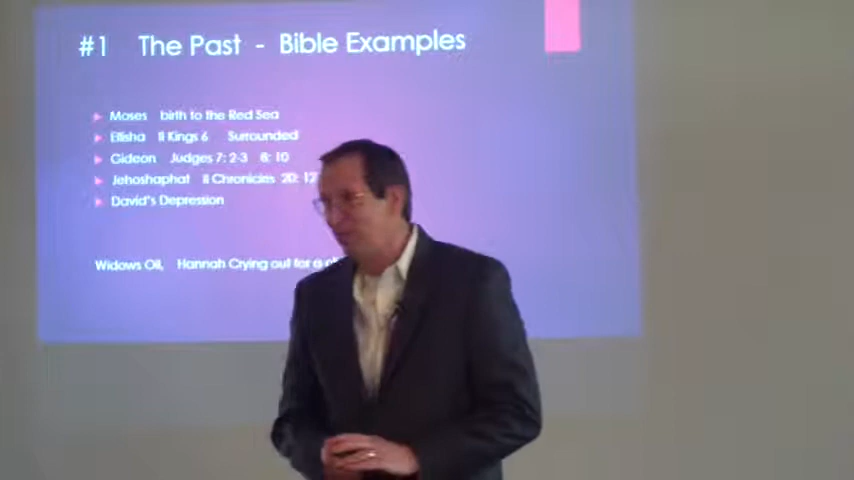 #1 The Past - Bible Examples
Moses birth to the Red Sea
Elisha II Kings 6 Surrounded
Gideon Judges 7: 2-3 8: 10
Jehoshaphat II Chronicles 20: 12
David's Depression
Widows Oil, Hannah Crying out for a